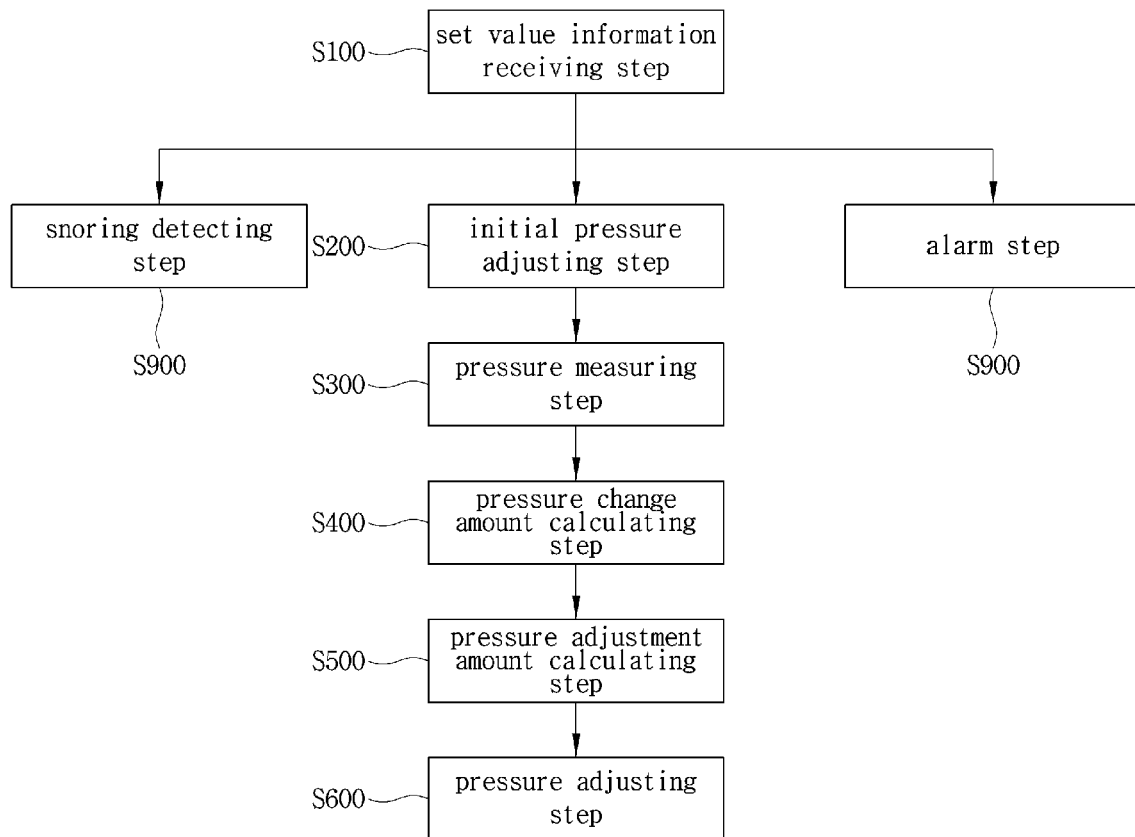 S100
set value information
receiving step
snoring detecting
step
S900
S200
initial pressure
adjusting step
alarm step
S900
S300
pressure measuring
step
S400
pressure change
amount calculating
step
S500
pressure adjustment
amount calculating
step
S600
pressure adjusting
step